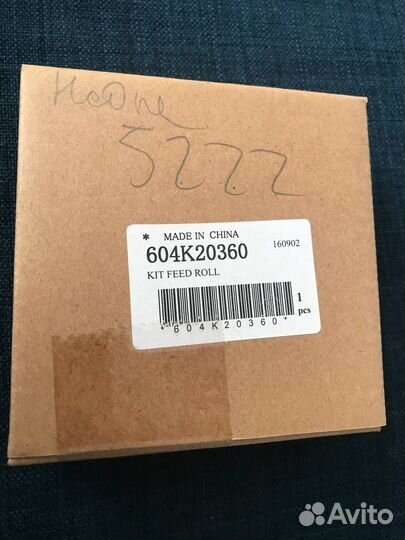 5222
* MADE IN CHINA
604K20360 160902
KIT FEED ROLL
1
pcs
*604K20360*
Avito